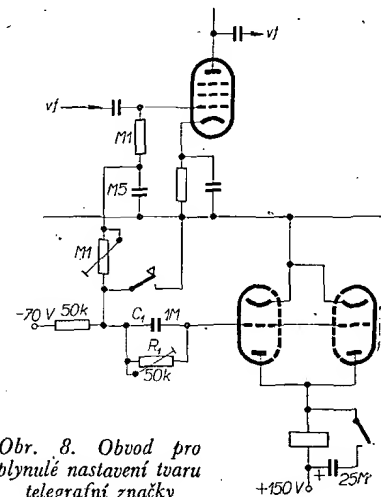 vf
vf
M1
M5
M1
-70 V 50k
C₁ 1M
R₁
50k
Obr. 8. Obvod pro
plynulé nastavení tvaru
telegrafní značky
+150 V
+
25M